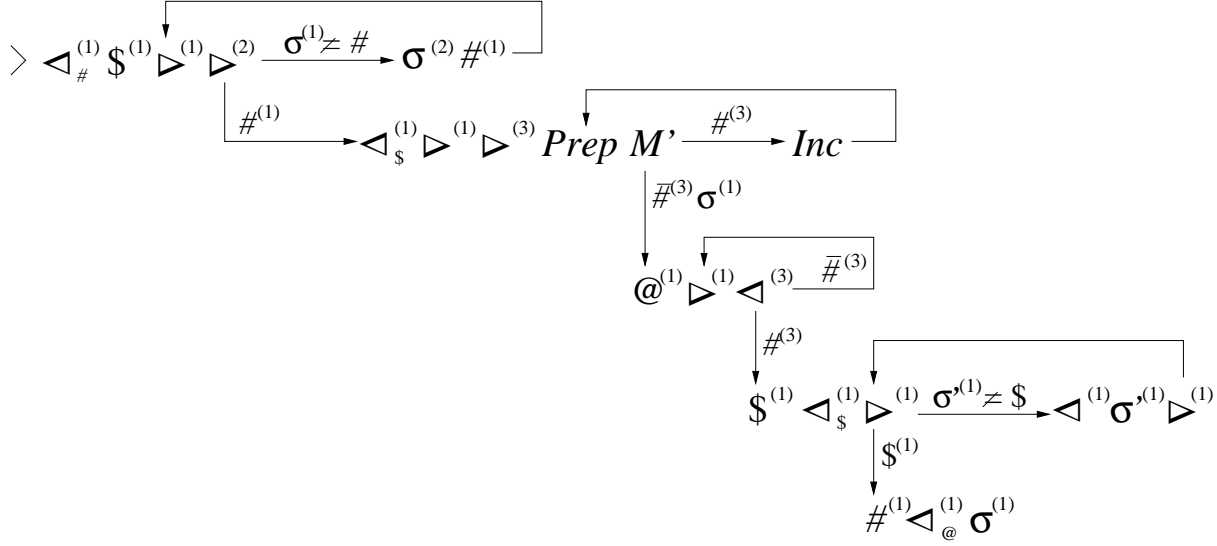 > ◁_#^(1) $^(1) ▷^(1) ▷^(2) σ^(1) ≠ # σ^(2) #^(1)
#^(1)
◁_$^(1) ▷^(1) ▷^(3) Prep M' #^(3) Inc
#̅^(3) σ^(1)
@^(1) ▷^(1) ◁^(3) #̅^(3)
#^(3)
$^(1) ◁_$^(1) ▷^(1) σ'^(1) ≠ $ ◁^(1) σ'^(1) ▷^(1)
$^(1)
#^(1) ◁_@^(1) σ^(1)